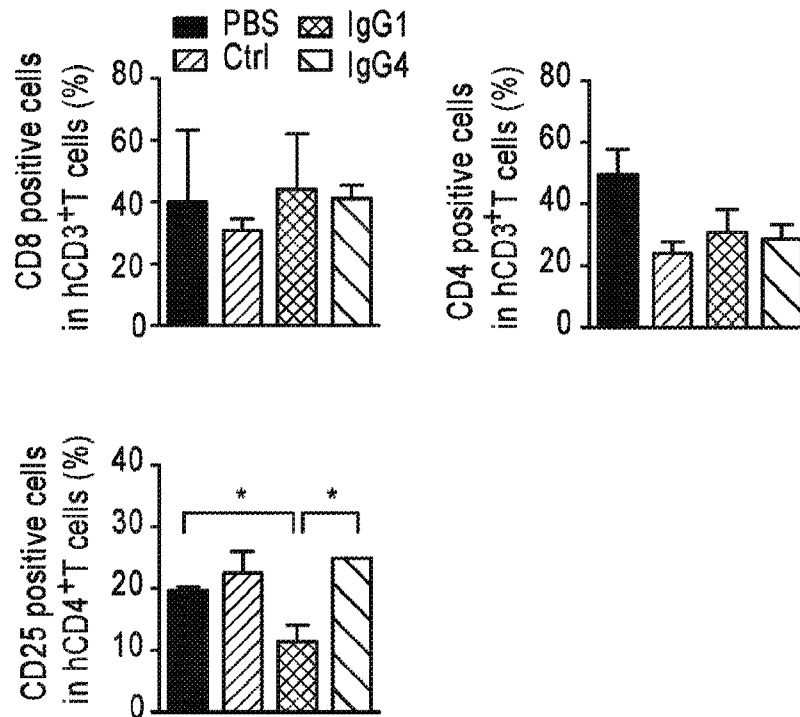 PBS IgG1
Ctrl IgG4
CD8 positive cells
in hCD3+T cells (%)
80
60
40
20
0
CD4 positive cells
in hCD3+T cells (%)
80
60
40
20
0
CD25 positive cells
in hCD4+T cells (%)
40
30
20
10
0
* *